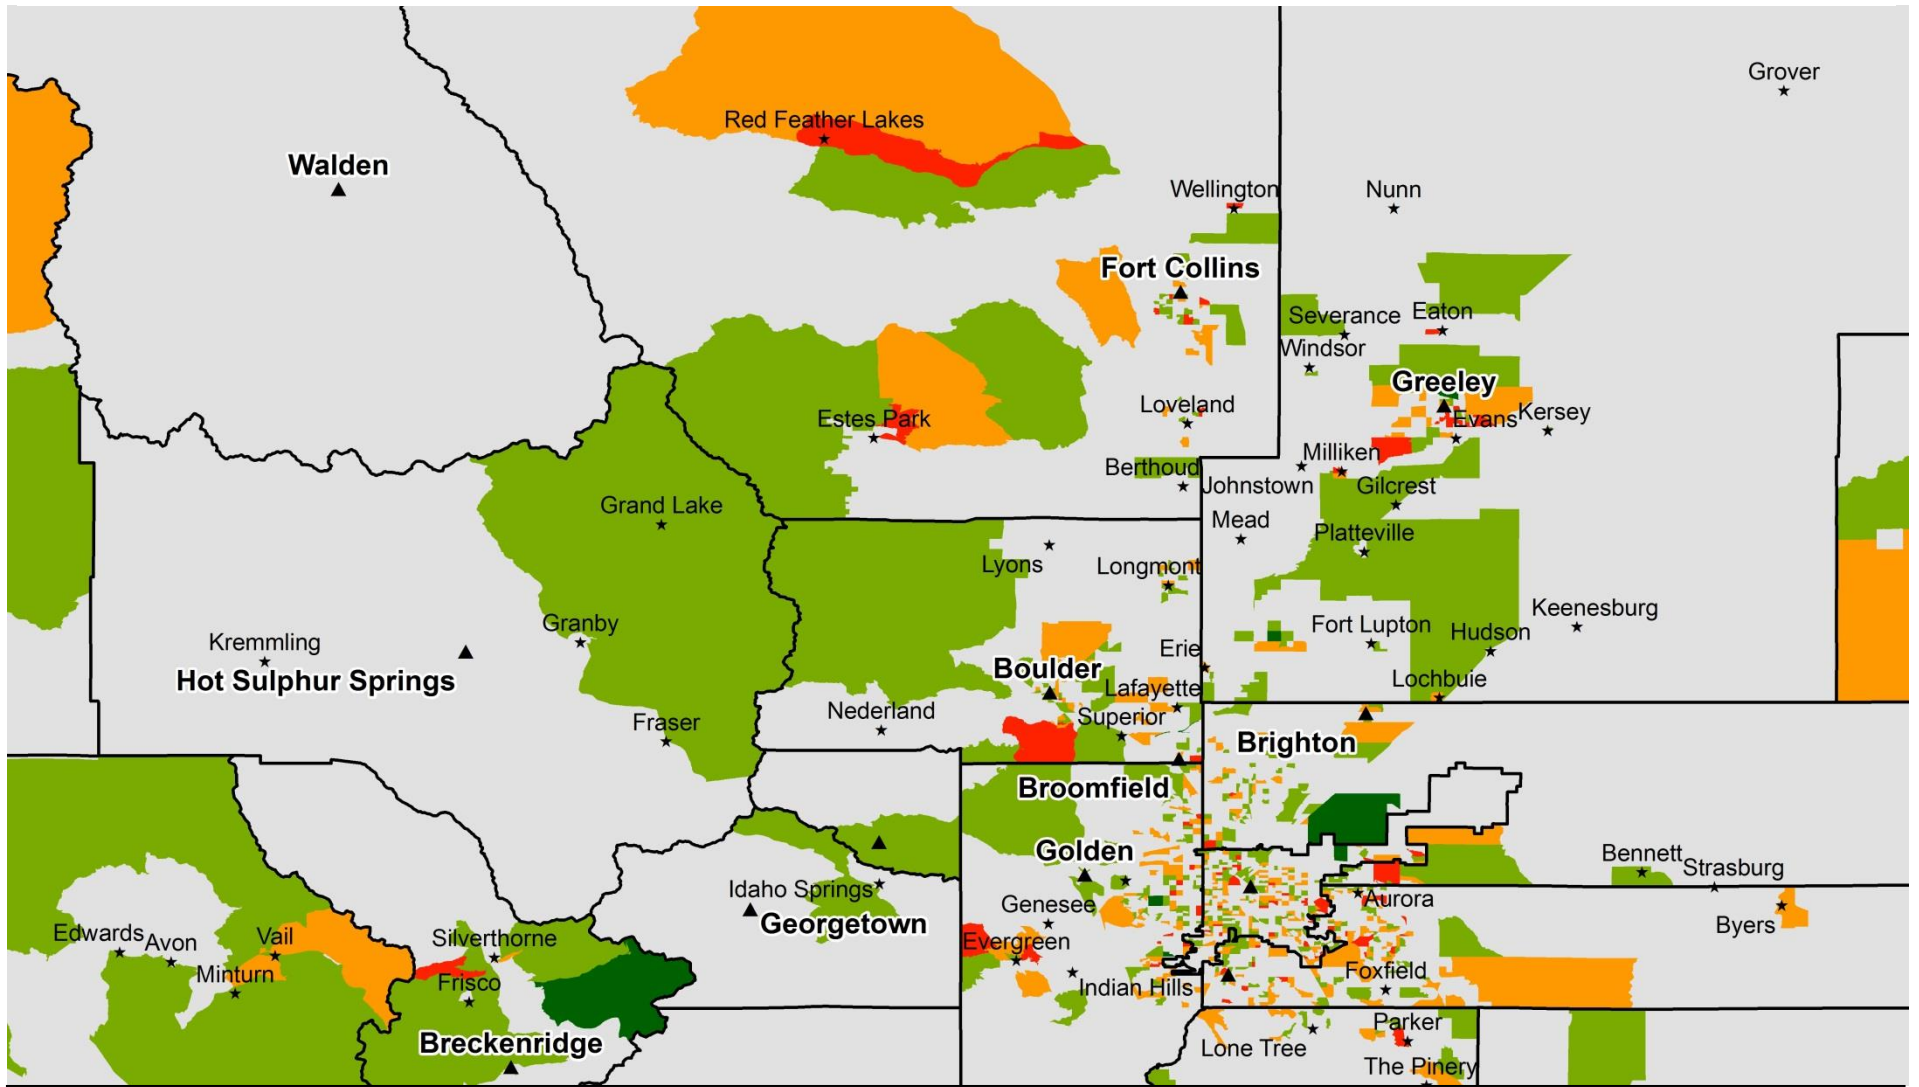 Grover
Red Feather Lakes
Walden
Wellington
Nunn
Fort Collins
Severance
Eaton
Windsor
Greeley
Loveland
Estes Park
Evans
Kersey
Milliken
Berthoud
Johnstown
Gilcrest
Grand Lake
Mead
Platteville
Lyons
Longmont
Keenesburg
Granby
Fort Lupton
Hudson
Kremmling
Erie
Boulder
Hot Sulphur Springs
Lafayette
Lochbuie
Nederland
Superior
Fraser
Brighton
Broomfield
Golden
Bennett
Strasburg
Idaho Springs
Aurora
Genesee
Georgetown
Byers
Edwards
Avon
Vail
Silverthorne
Evergreen
Minturn
Frisco
Foxfield
Indian Hills
Parker
Breckenridge
Lone Tree
The Pinery